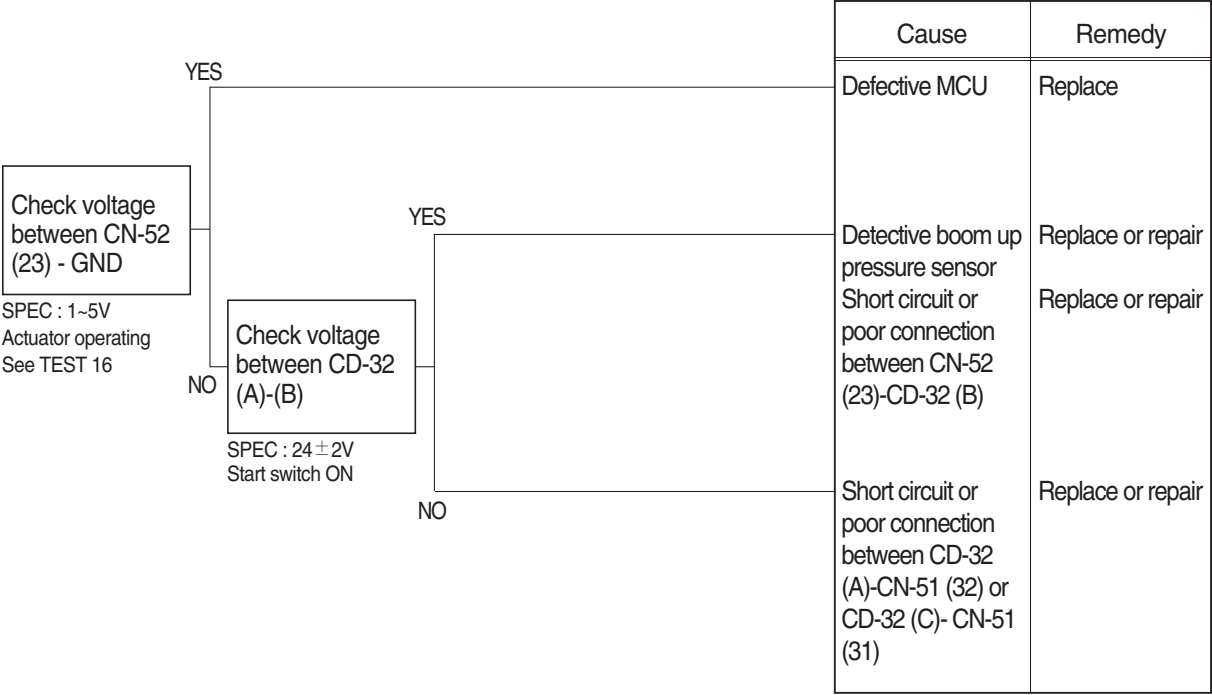 Cause
Remedy
YES
Defective MCU
Replace
Check voltage
between CN-52
(23) - GND
SPEC : 1~5V
Actuator operating
See TEST 16
YES
Detective boom up
pressure sensor
Replace or repair
Short circuit or
poor connection
between CN-52
(23)-CD-32 (B)
Replace or repair
NO
Check voltage
between CD-32
(A)-(B)
SPEC : 24±2V
Start switch ON
NO
Short circuit or
poor connection
between CD-32
(A)-CN-51 (32) or
CD-32 (C)- CN-51
(31)
Replace or repair